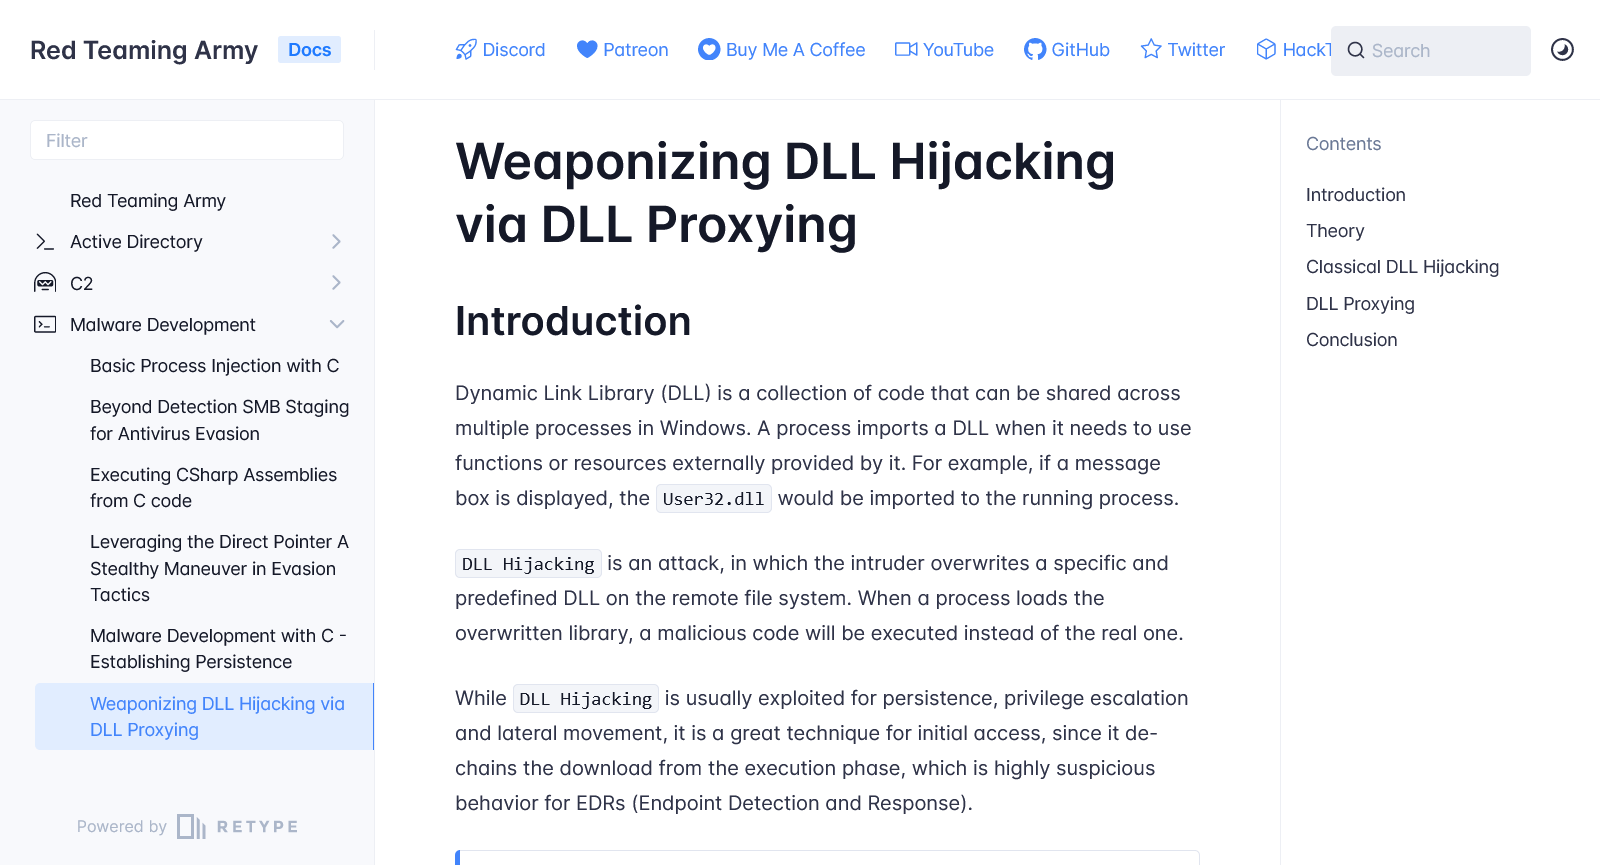 Red Teaming Army Docs
Discord Patreon Buy Me A Coffee YouTube GitHub Twitter Search
Filter
Red Teaming Army
Active Directory
C2
Malware Development
Basic Process Injection with C
Beyond Detection SMB Staging
for Antivirus Evasion
Executing CSharp Assemblies
from C code
Leveraging the Direct Pointer A
Stealthy Maneuver in Evasion
Tactics
Malware Development with C -
Establishing Persistence
Weaponizing DLL Hijacking via
DLL Proxying
Powered by RETYPE
Weaponizing DLL Hijacking
via DLL Proxying
Introduction
Dynamic Link Library (DLL) is a collection of code that can be shared across
multiple processes in Windows. A process imports a DLL when it needs to use
functions or resources externally provided by it. For example, if a message
box is displayed, the User32.dll would be imported to the running process.
DLL Hijacking is an attack, in which the intruder overwrites a specific and
predefined DLL on the remote file system. When a process loads the
overwritten library, a malicious code will be executed instead of the real one.
While DLL Hijacking is usually exploited for persistence, privilege escalation
and lateral movement, it is a great technique for initial access, since it de-
chains the download from the execution phase, which is highly suspicious
behavior for EDRs (Endpoint Detection and Response).
Contents
Introduction
Theory
Classical DLL Hijacking
DLL Proxying
Conclusion